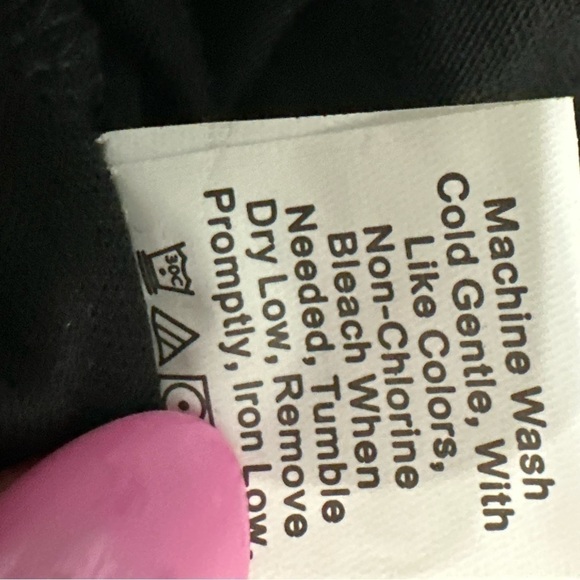 Machine Wash
Cold Gentle, With
Like Colors,
Non-Chlorine
Bleach When
Needed, Tumble
Dry Low, Remove
Promptly, Iron Low.
30C